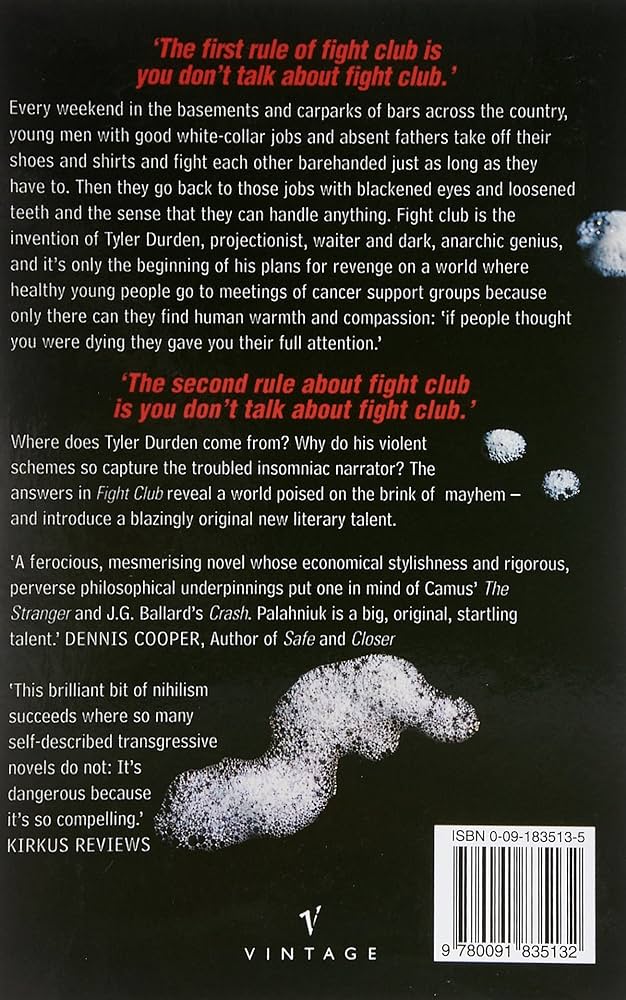 ‘The first rule of fight club is
you don’t talk about fight club.’
Every weekend in the basements and carparks of bars across the country,
young men with good white-collar jobs and absent fathers take off their
shoes and shirts and fight each other barehanded just as long as they
have to. Then they go back to those jobs with blackened eyes and loosened
teeth and the sense that they can handle anything. Fight club is the
invention of Tyler Durden, projectionist, waiter and dark, anarchic genius,
and it’s only the beginning of his plans for revenge on a world where
healthy young people go to meetings of cancer support groups because
only there can they find human warmth and compassion: ‘if people thought
you were dying they gave you their full attention.’
‘The second rule about fight club
is you don’t talk about fight club.’
Where does Tyler Durden come from? Why do his violent
schemes so capture the troubled insomniac narrator? The
answers in Fight Club reveal a world poised on the brink of mayhem –
and introduce a blazingly original new literary talent.
‘A ferocious, mesmerising novel whose economical stylishness and rigorous,
perverse philosophical underpinnings put one in mind of Camus’ The
Stranger and J.G. Ballard’s Crash. Palahniuk is a big, original, startling
talent.’ DENNIS COOPER, Author of Safe and Closer
‘This brilliant bit of nihilism
succeeds where so many
self-described transgressive
novels do not: It’s
dangerous because
it’s so compelling.’
KIRKUS REVIEWS
ISBN 0-09-183513-5
9 780091 835132
V
VINTAGE